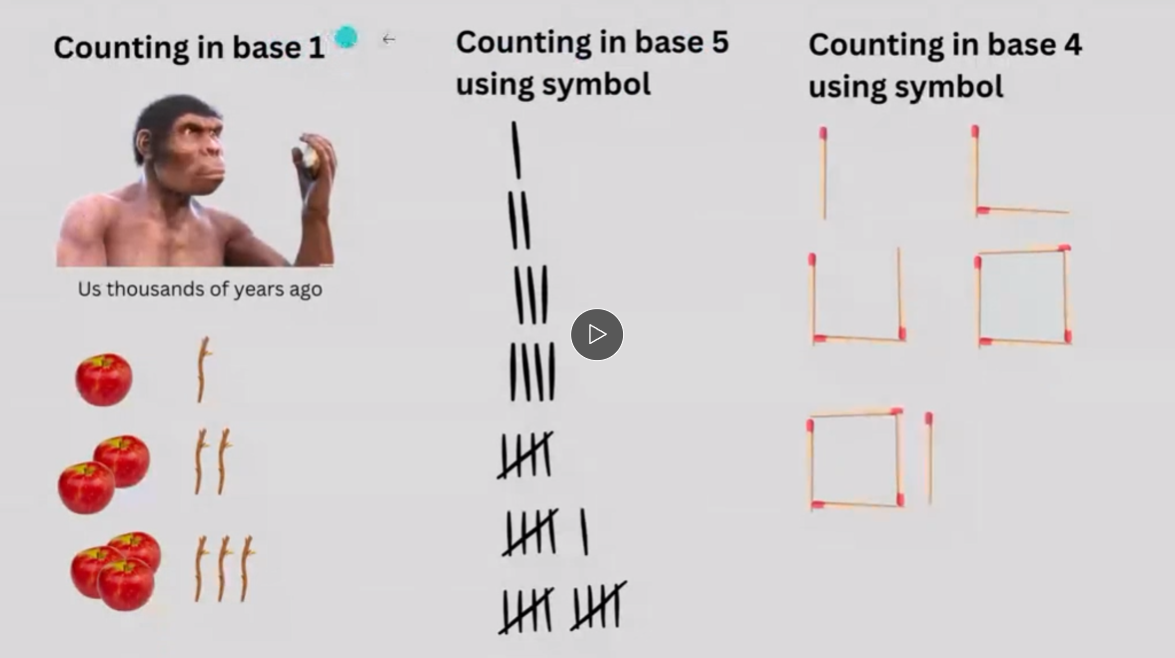 Counting in base 1
Us thousands of years ago
Counting in base 5
using symbol
Counting in base 4
using symbol